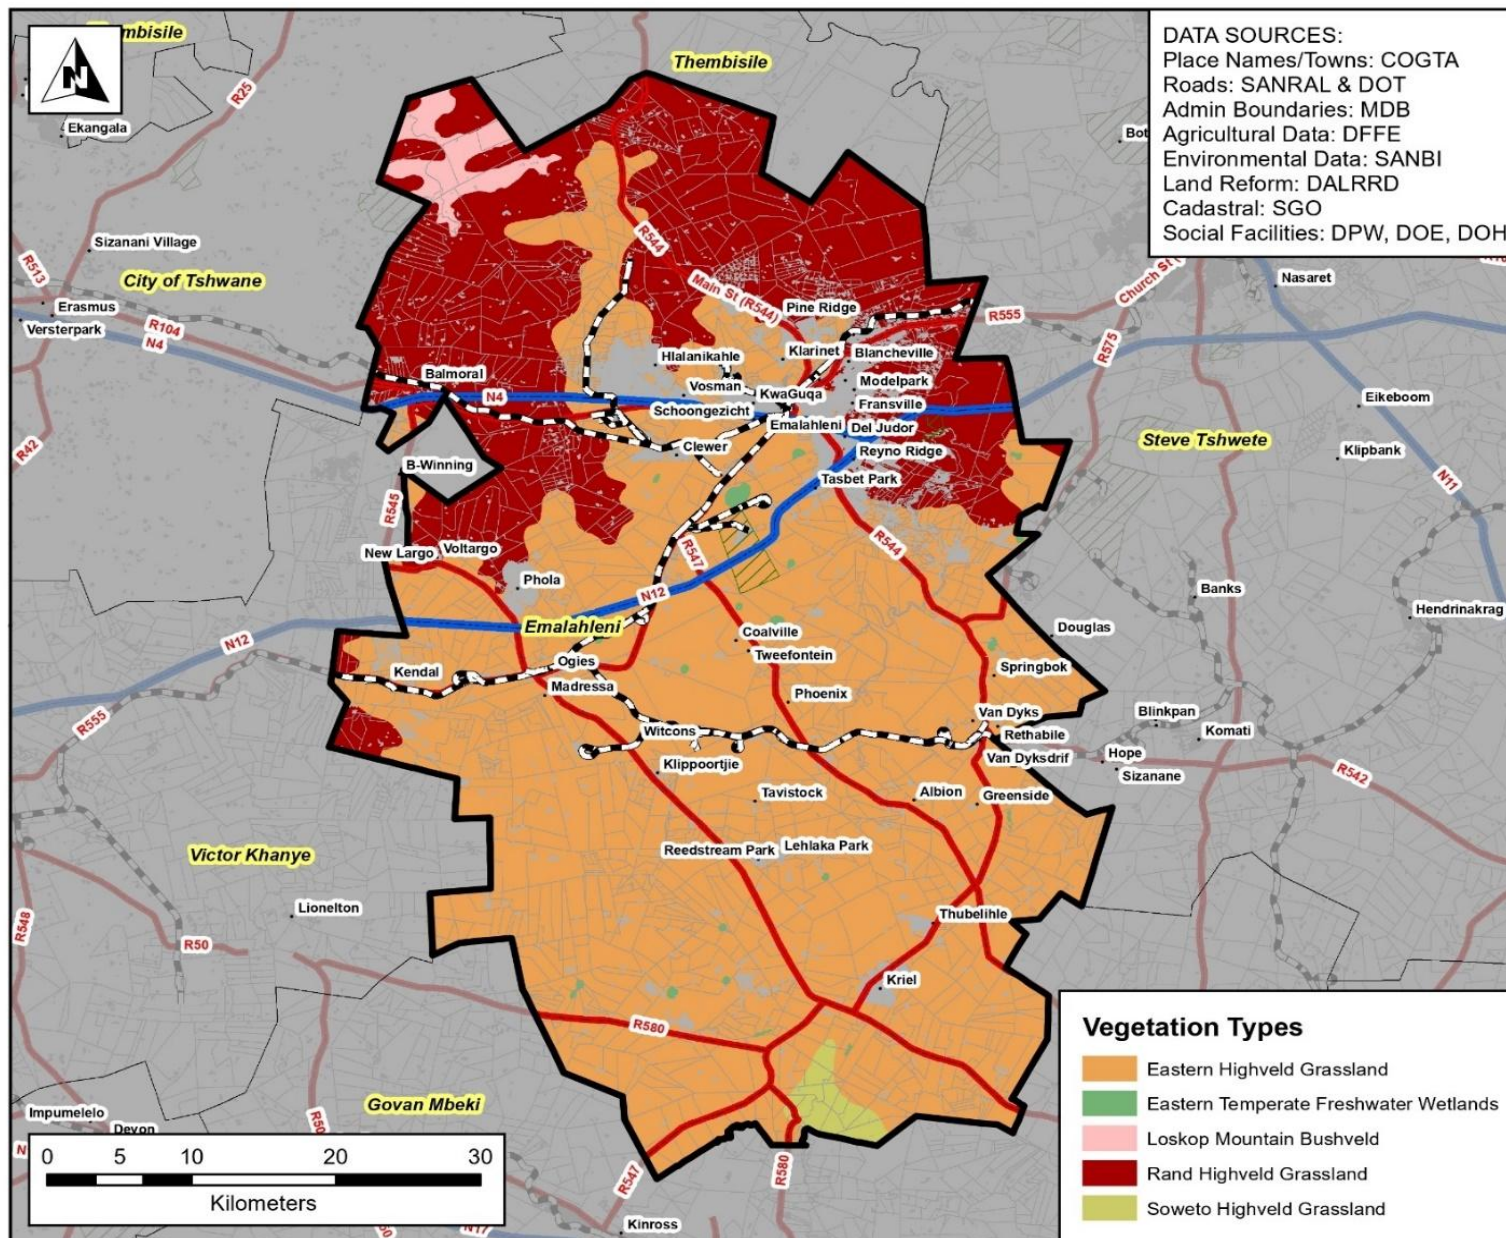 mbisile
N
Thembisile
DATA SOURCES:
Place Names/Towns: COGTA
Roads: SANRAL & DOT
Admin Boundaries: MDB
Agricultural Data: DFFE
Environmental Data: SANBI
Land Reform: DALRRD
Cadastral: SGO
Social Facilities: DPW, DOE, DOH
R25
Ekangala
Bot
Sizanani Village
R513
City of Tshwane
R544
Church St (
Nasaret
Erasmus
Versterpark
R104
N4
Main St (R544)
Pine Ridge
R555
R575
Hlalanikahle
Klarinet
Blancheville
Balmoral
Vosman
KwaGuqa
Modelpark
N4
Schoongezicht
Fransville
Eikeboom
Emalahleni
Del Judor
R42
Clewer
Reyno Ridge
Steve Tshwete
Klipbank
B-Winning
Tasbet Park
N11
R545
R544
New Largo
Voltargo
R547
Phola
Banks
N12
Hendrinakrag
N12
Emalahleni
Coalville
Douglas
Tweefontein
Ogies
Springbok
Kendal
Madressa
Phoenix
R555
Van Dyks
Blinkpan
Witcons
Rethabile
Komati
Van Dyksdrif
Hope
Klippoortjie
Sizanane
R542
Tavistock
Albion
Greenside
Victor Khanye
Reedstream Park
Lehlaka Park
Lionelton
Thubelihle
R548
R50
Kriel
R580
Vegetation Types
Eastern Highveld Grassland
Eastern Temperate Freshwater Wetlands
Loskop Mountain Bushveld
Rand Highveld Grassland
Soweto Highveld Grassland
Govan Mbeki
Impumelelo
Devon
R50
N
0 5 10 20 30
Kilometers
R547
R580
Kinross
N17
50